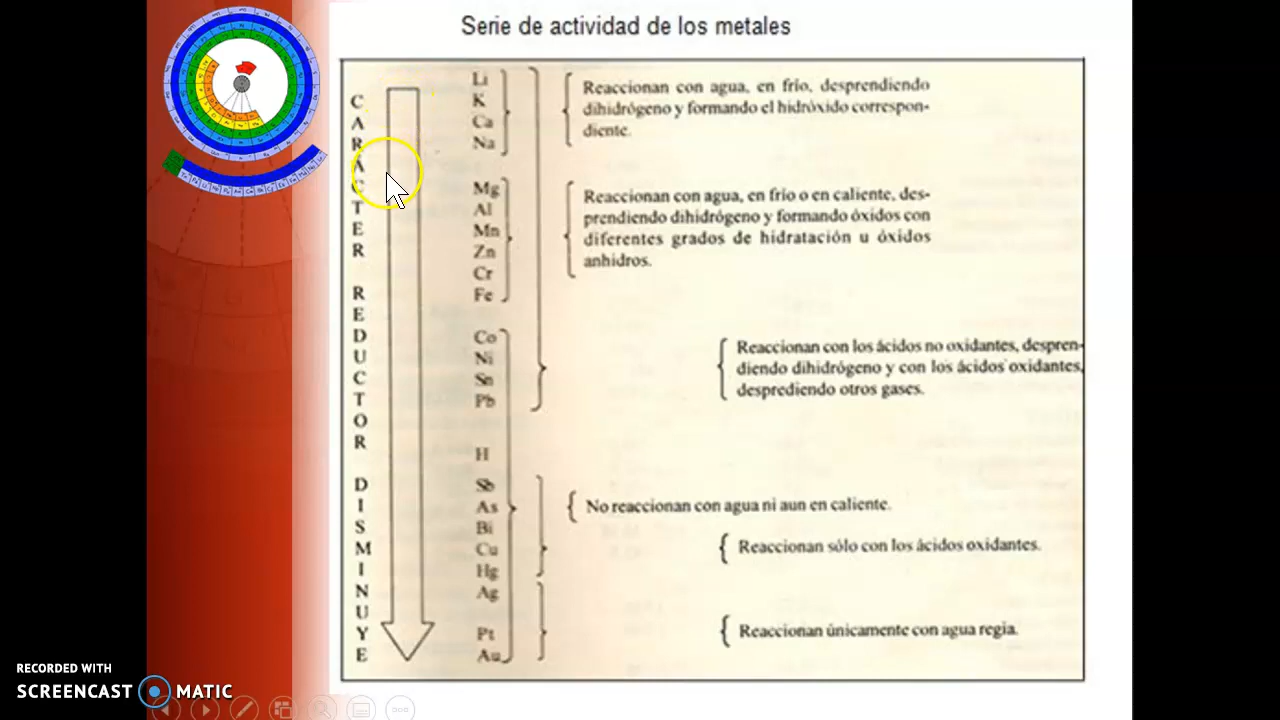 Serie de actividad de los metales
CARACTER REDUCTOR DISMINUYE
Li
K
Ca
Na
Reaccionan con agua, en frío, desprendiendo
dihidrógeno y formando el hidróxido correspon-
diente.
Mg
Al
Mn
Zn
Cr
Fe
Reaccionan con agua, en frío o en caliente, des-
prendiendo dihidrógeno y formando óxidos con
diferentes grados de hidratación u óxidos
anhidros.
Co
Ni
Sn
Pb
Reaccionan con los ácidos no oxidantes, despren-
diendo dihidrógeno y con los ácidos oxidantes,
desprediendo otros gases.
H
Sb
As
Bi
Cu
Hg
Ag
Pt
Au
No reaccionan con agua ni aun en caliente.
Reaccionan sólo con los ácidos oxidantes.
Reaccionan únicamente con agua regia.
RECORDED WITH
SCREENCAST MATIC